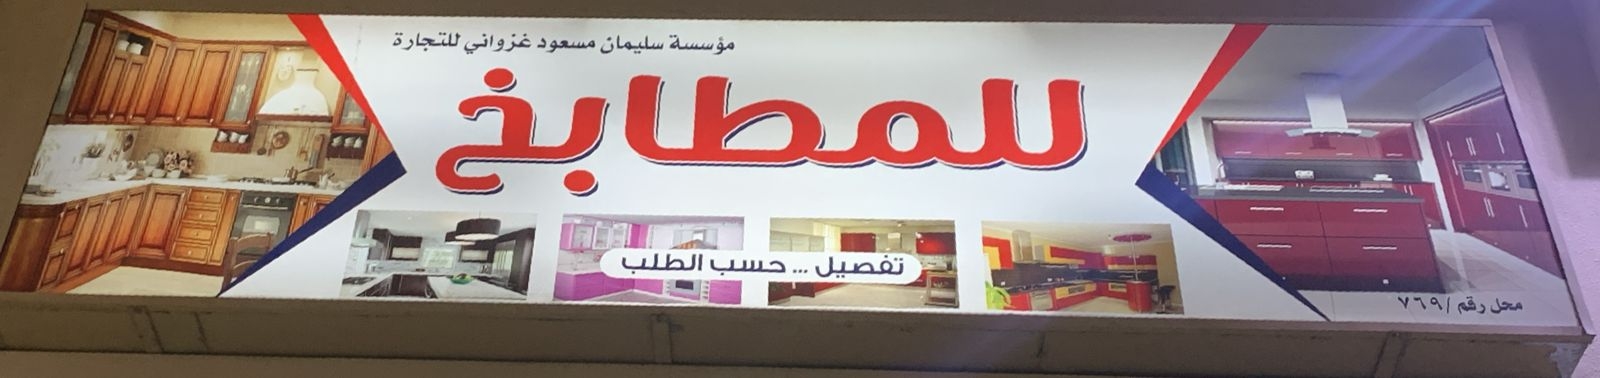 مؤسسة سليمان مسعود غزواني للتجارة
للمطابخ
تفصيل ... حسب الطلب
محل رقم / ٧٦٩